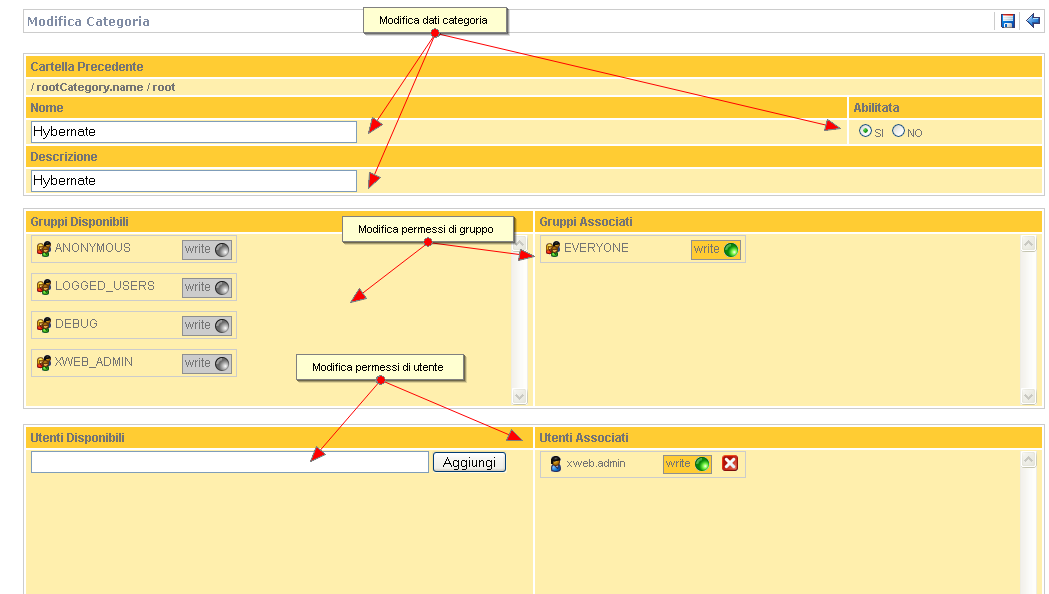 Modifica Categoria
Modifica dati categoria
Cartella Precedente
/ rootCategory.name / root
Nome
Abilitata
Hybernate
SI NO
Descrizione
Hybernate
Gruppi Disponibili
Modifica permessi di gruppo
Gruppi Associati
ANONYMOUS write
EVERYONE write
LOGGED_USERS write
DEBUG write
XWEB_ADMIN write
Modifica permessi di utente
Utenti Disponibili
Utenti Associati
Aggiungi
xweb.admin write